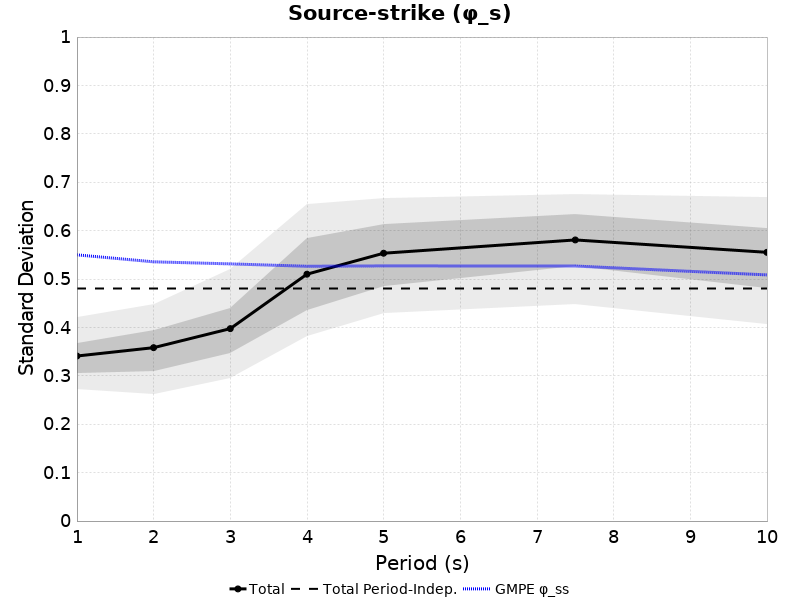 Source-strike (φ_s)
Standard Deviation
1
0.9
0.8
0.7
0.6
0.5
0.4
0.3
0.2
0.1
0
1 2 3 4 5 6 7 8 9 10
Period (s)
Total Total Period-Indep. GMPE φ_ss